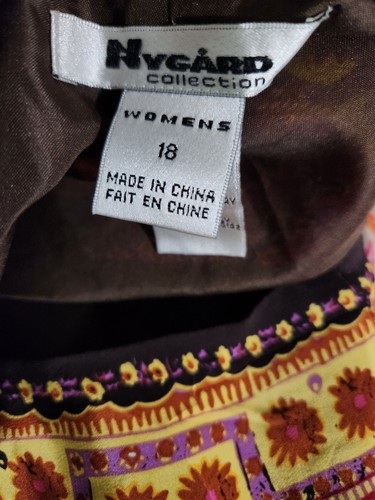 NYGÅRD
collection
WOMENS
18
MADE IN CHINA
FAIT EN CHINE